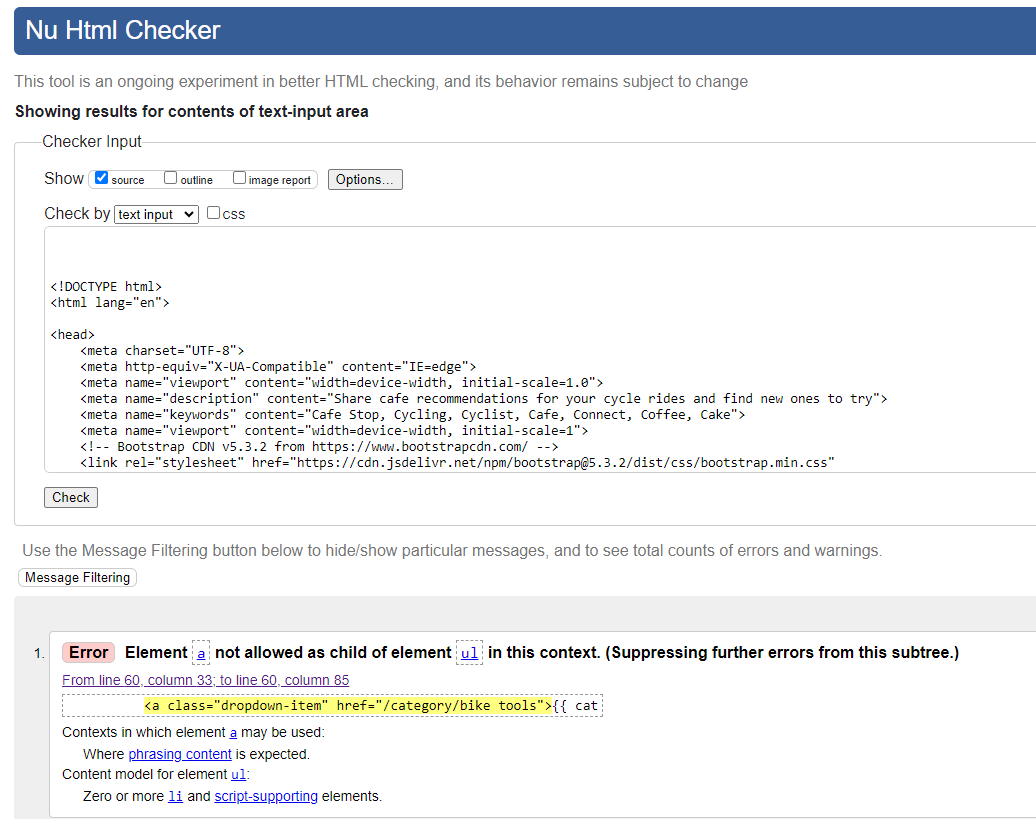 Nu Html Checker
This tool is an ongoing experiment in better HTML checking, and its behavior remains subject to change
Showing results for contents of text-input area
Checker Input
Show source outline image report Options...
Check by text input css
<!DOCTYPE html>
<html lang="en">
<head>
    <meta charset="UTF-8">
    <meta http-equiv="X-UA-Compatible" content="IE=edge">
    <meta name="viewport" content="width=device-width, initial-scale=1.0">
    <meta name="description" content="Share cafe recommendations for your cycle rides and find new ones to try">
    <meta name="keywords" content="Cafe Stop, Cycling, Cyclist, Cafe, Connect, Coffee, Cake">
    <meta name="viewport" content="width=device-width, initial-scale=1">
    <!-- Bootstrap CDN v5.3.2 from https://www.bootstrapcdn.com/ -->
    <link rel="stylesheet" href="https://cdn.jsdelivr.net/npm/bootstrap@5.3.2/dist/css/bootstrap.min.css"
Check
Use the Message Filtering button below to hide/show particular messages, and to see total counts of errors and warnings.
Message Filtering
1. Error Element a not allowed as child of element ul in this context. (Suppressing further errors from this subtree.)
From line 60, column 33; to line 60, column 85
<a class="dropdown-item" href="/category/bike tools">{{ cat
Contexts in which element a may be used:
Where phrasing content is expected.
Content model for element ul:
Zero or more li and script-supporting elements.